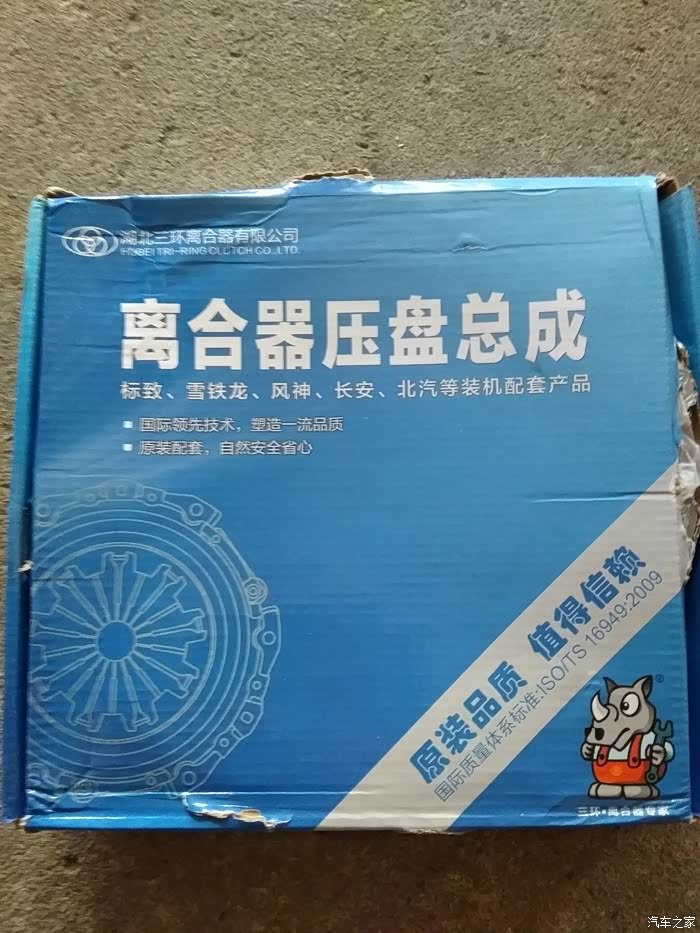 湖北三环离合器有限公司
HUBEI TRI-RING CLUTCH CO.,LTD.
离合器压盘总成
标致、雪铁龙、风神、长安、北汽等装机配套产品
国际领先技术，塑造一流品质
原装配套，自然安全省心
原装品质 值得信赖
国际质量体系标准:ISO/TS 16949:2009
®
三环•离合器专家
汽车之家